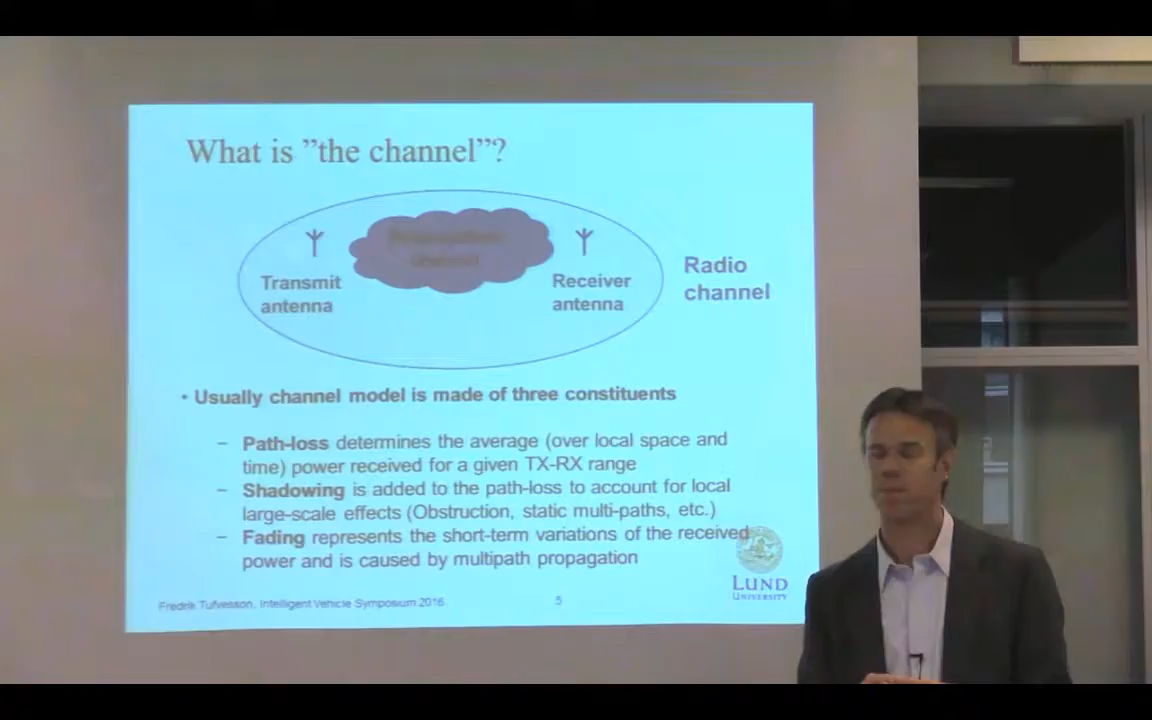 What is ”the channel”?
Transmit
antenna
Receiver
antenna
Radio
channel
• Usually channel model is made of three constituents
– Path-loss determines the average (over local space and
time) power received for a given TX-RX range
– Shadowing is added to the path-loss to account for local
large-scale effects (Obstruction, static multi-paths, etc.)
– Fading represents the short-term variations of the received
power and is caused by multipath propagation
Fredrik Tufvesson, Intelligent Vehicle Symposium 2016
5
LUND
UNIVERSITY